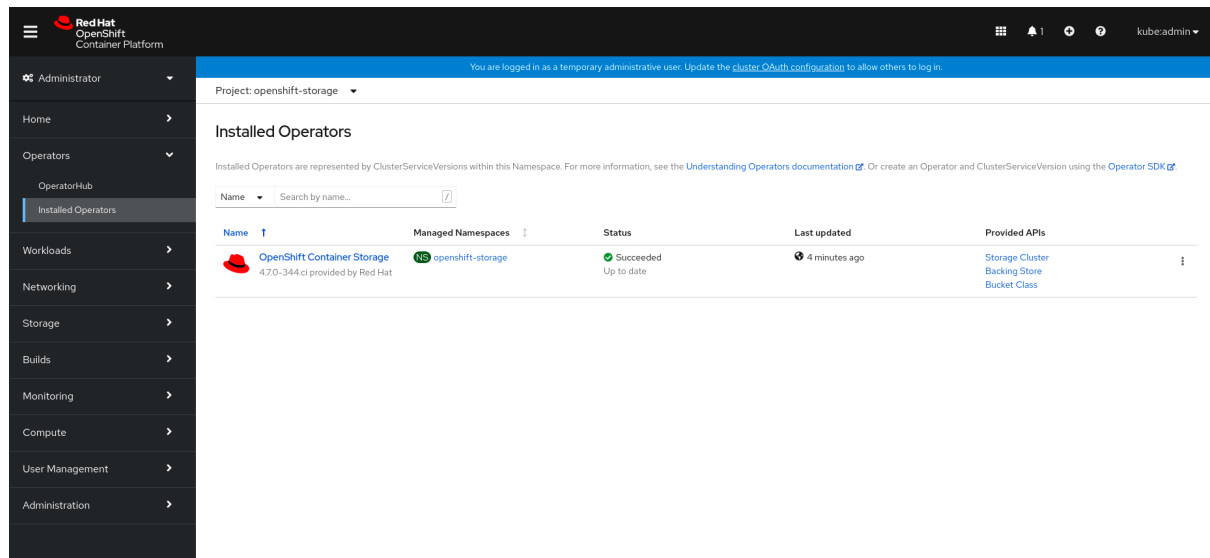 Red Hat
OpenShift
Container Platform
1
kube:admin
Administrator
You are logged in as a temporary administrative user. Update the cluster OAuth configuration to allow others to log in.
Project: openshift-storage
Home
Operators
OperatorHub
Installed Operators
Workloads
Networking
Storage
Builds
Monitoring
Compute
User Management
Administration
Installed Operators
Installed Operators are represented by ClusterServiceVersions within this Namespace. For more information, see the Understanding Operators documentation. Or create an Operator and ClusterServiceVersion using the Operator SDK.
Name Search by name... /
Name Managed Namespaces Status Last updated Provided APIs
OpenShift Container Storage NS openshift-storage Succeeded 4 minutes ago Storage Cluster
4.7.0-344.ci provided by Red Hat Up to date Backing Store
Bucket Class